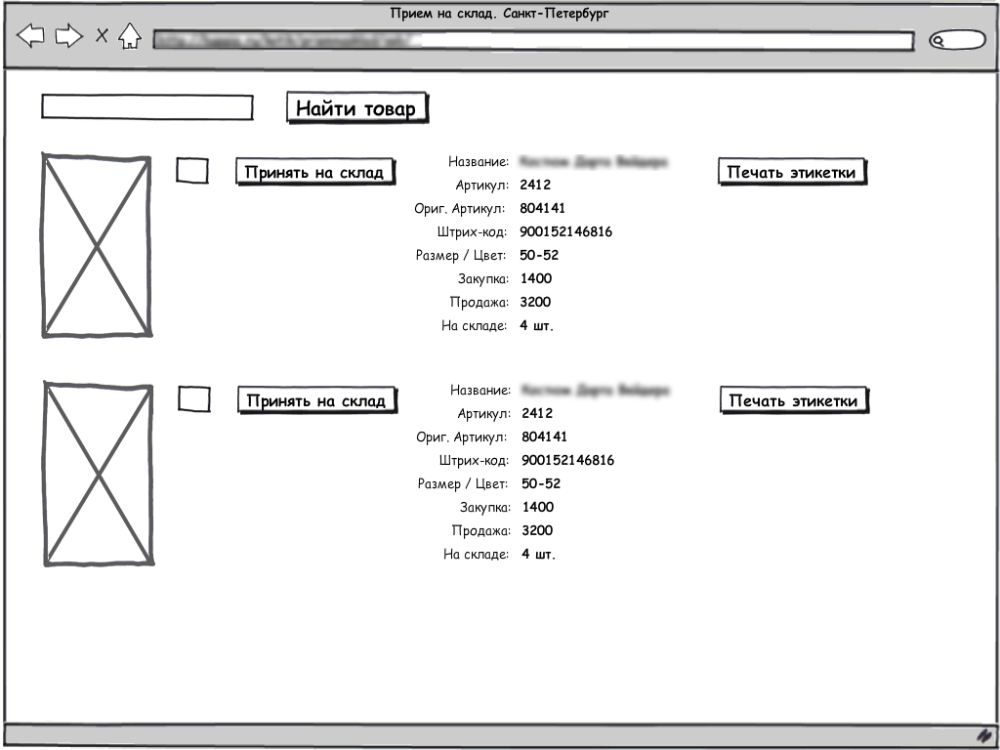 Прием на склад. Санкт-Петербург
Найти товар
Принять на склад
Название:
Печать этикетки
Артикул: 2412
Ориг. Артикул: 804141
Штрих-код: 900152146816
Размер / Цвет: 50-52
Закупка: 1400
Продажа: 3200
На складе: 4 шт.
Принять на склад
Название:
Печать этикетки
Артикул: 2412
Ориг. Артикул: 804141
Штрих-код: 900152146816
Размер / Цвет: 50-52
Закупка: 1400
Продажа: 3200
На складе: 4 шт.